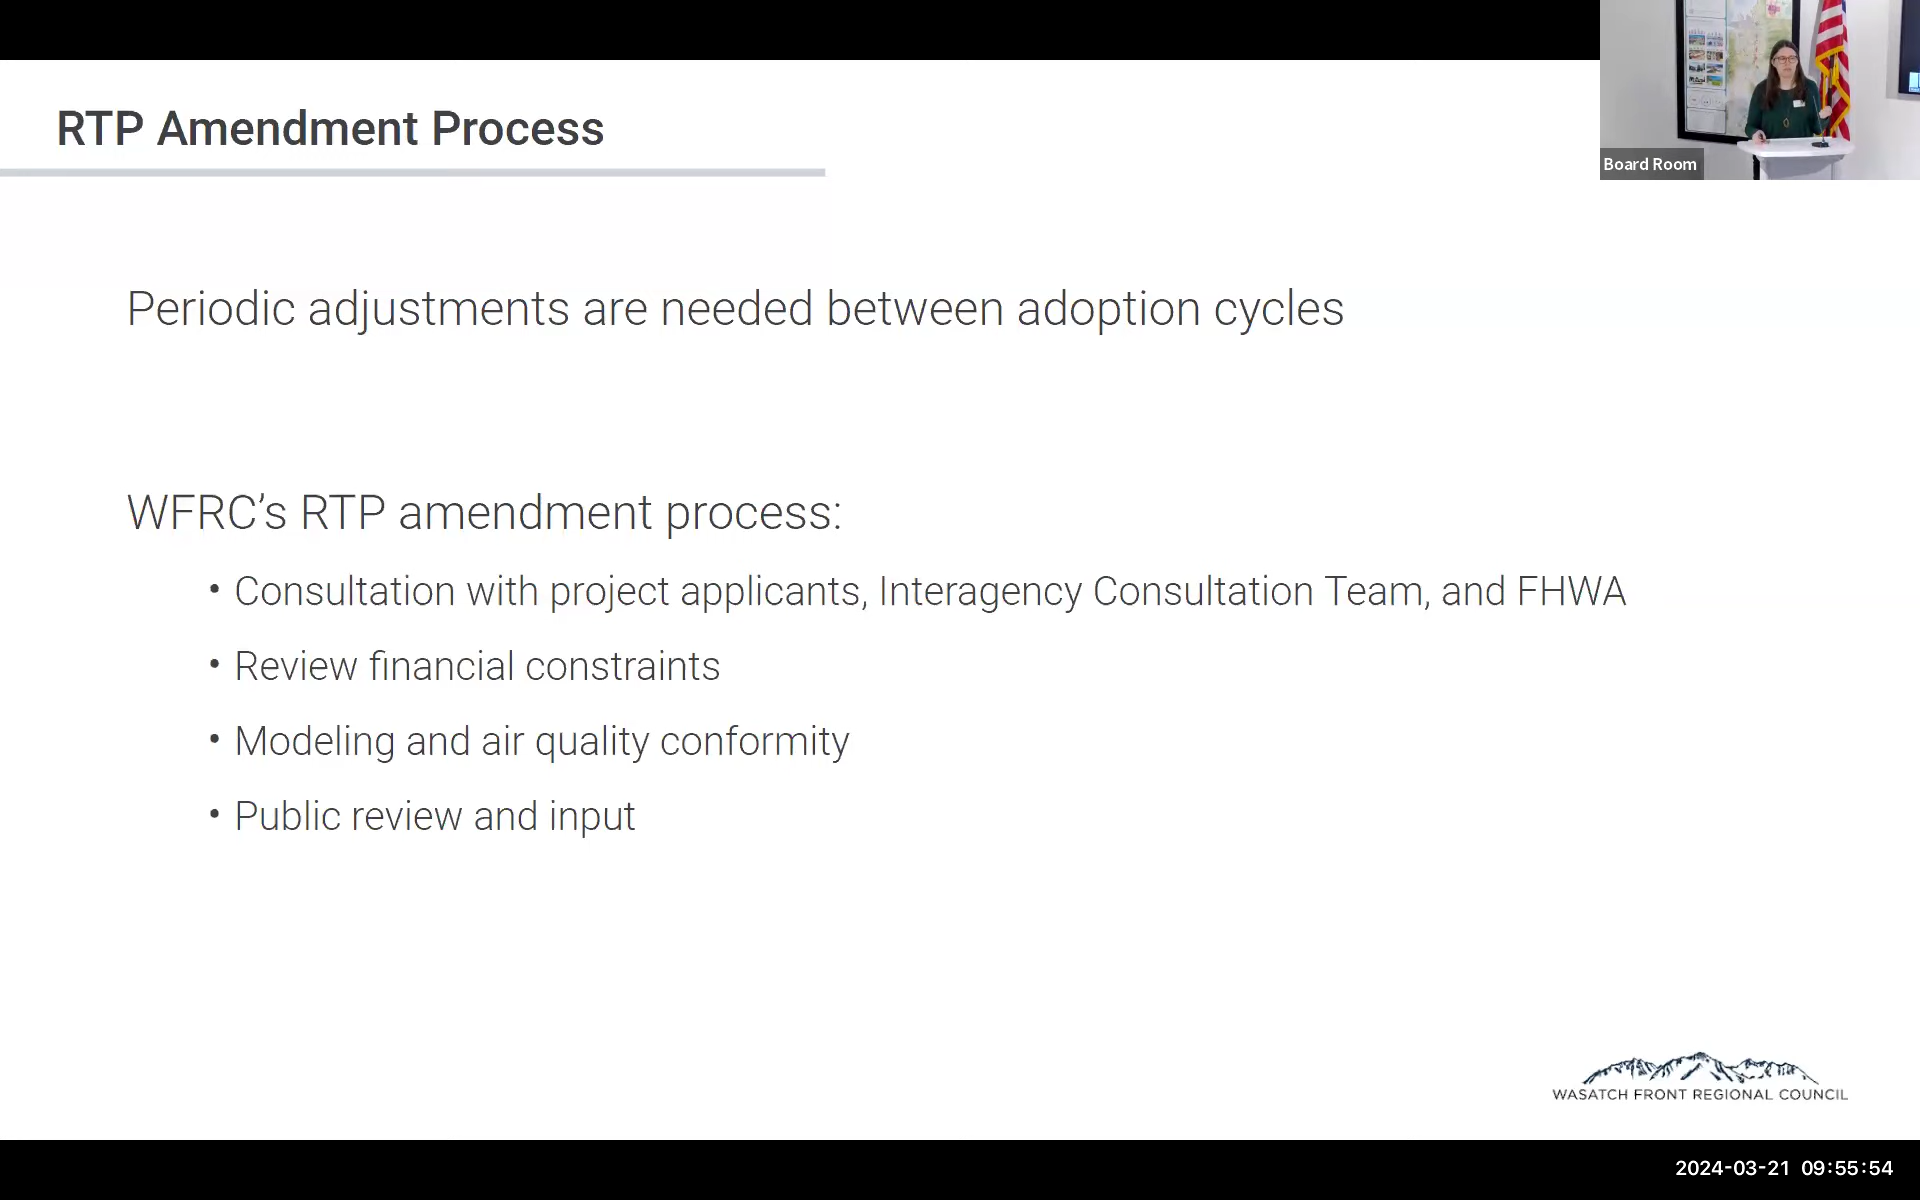 RTP Amendment Process
Board Room
Periodic adjustments are needed between adoption cycles
WFRC’s RTP amendment process:
• Consultation with project applicants, Interagency Consultation Team, and FHWA
• Review financial constraints
• Modeling and air quality conformity
• Public review and input
WASATCH FRONT REGIONAL COUNCIL
2024-03-21 09:55:54